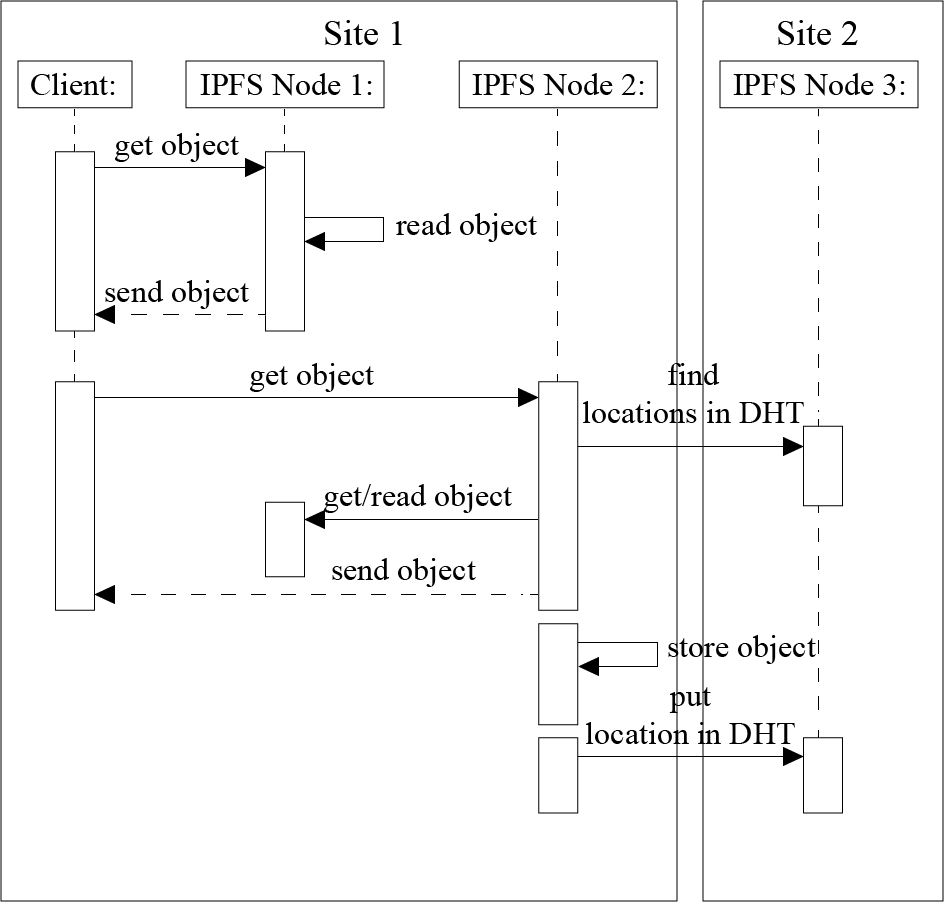 Site 1
Site 2
Client:
IPFS Node 1:
IPFS Node 2:
IPFS Node 3:
get object
read object
send object
get object
find
locations in DHT
get/read object
send object
store object
put
location in DHT